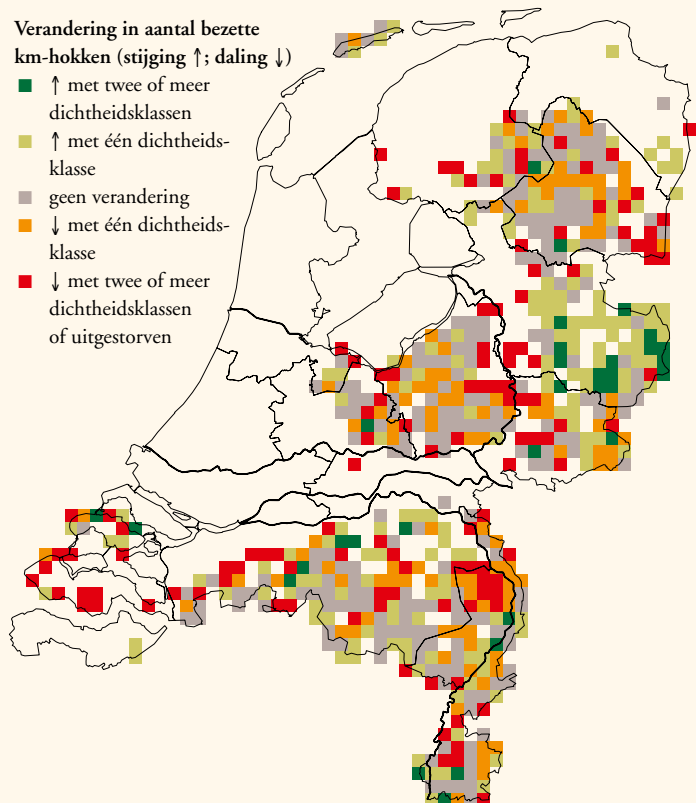 Verandering in aantal bezette
km-hokken (stijging ↑; daling ↓)
↑ met twee of meer
dichtheidsklassen
↑ met één dichtheids-
klasse
geen verandering
↓ met één dichtheids-
klasse
↓ met twee of meer
dichtheidsklassen
of uitgestorven